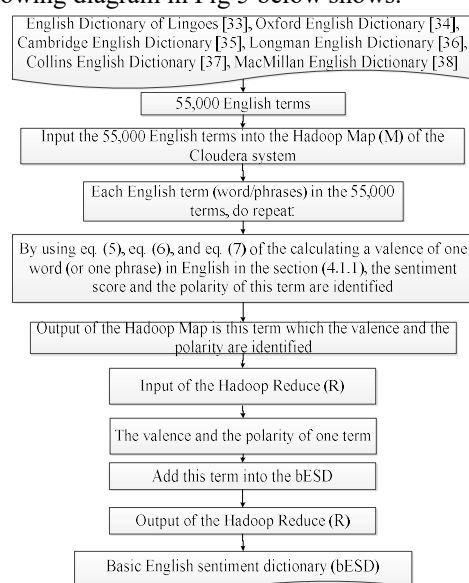 owing diagram in Fig 5 below shows:
English Dictionary of Lingoes [33], Oxford English Dictionary [34],
Cambridge English Dictionary [35], Longman English Dictionary [36],
Collins English Dictionary [37], MacMillan English Dictionary [38]
55,000 English terms
Input the 55,000 English terms into the Hadoop Map (M) of the
Cloudera system
Each English term (word/phrases) in the 55,000
terms, do repeat:
By using eq. (5), eq. (6), and eq. (7) of the calculating a valence of one
word (or one phrase) in English in the section (4.1.1), the sentiment
score and the polarity of this term are identified
Output of the Hadoop Map is this term which the valence and the
polarity are identified
Input of the Hadoop Reduce (R)
The valence and the polarity of one term
Add this term into the bESD
Output of the Hadoop Reduce (R)
Basic English sentiment dictionary (bESD)